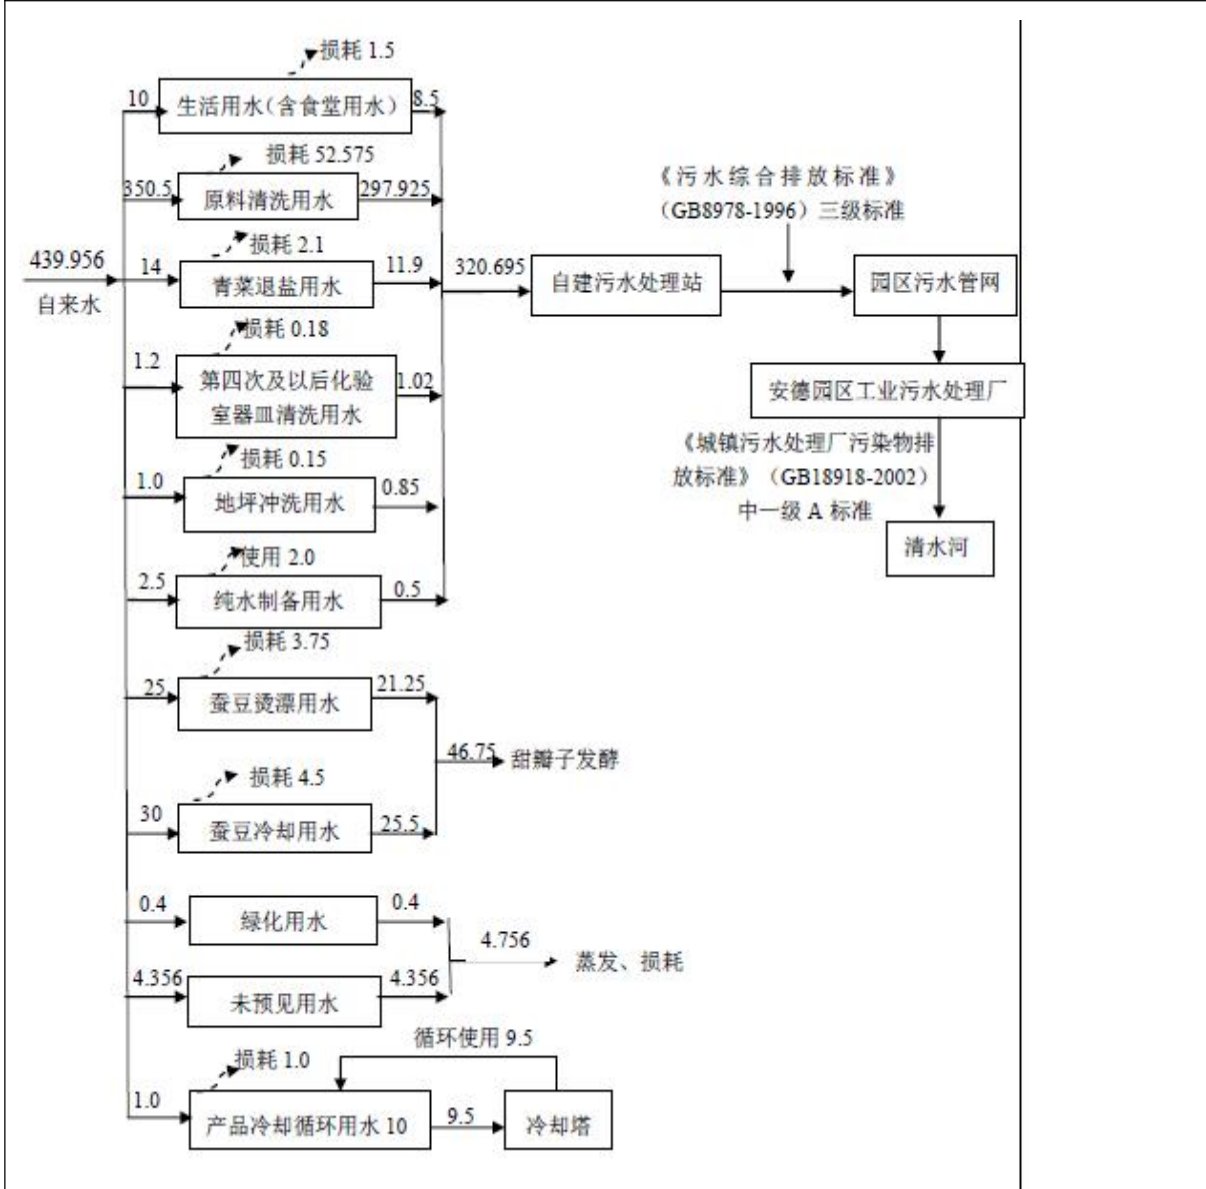 损耗 1.5
10
生活用水（含食堂用水）
8.5
损耗 52.575
350.5
原料清洗用水
297.925
《污水综合排放标准》
（GB8978-1996）三级标准
439.956
自来水
损耗 2.1
14
青菜退盐用水
11.9
320.695
自建污水处理站
园区污水管网
损耗 0.18
1.2
第四次及以后化验
室器皿清洗用水
1.02
安德园区工业污水处理厂
《城镇污水处理厂污染物排
放标准》（GB18918-2002）
中一级 A 标准
清水河
损耗 0.15
1.0
地坪冲洗用水
0.85
使用 2.0
2.5
纯水制备用水
0.5
损耗 3.75
25
蚕豆烫漂用水
21.25
46.75
甜瓣子发酵
损耗 4.5
30
蚕豆冷却用水
25.5
0.4
绿化用水
0.4
4.756
蒸发、损耗
4.356
未预见用水
4.356
循环使用 9.5
损耗 1.0
1.0
产品冷却循环用水 10
9.5
冷却塔